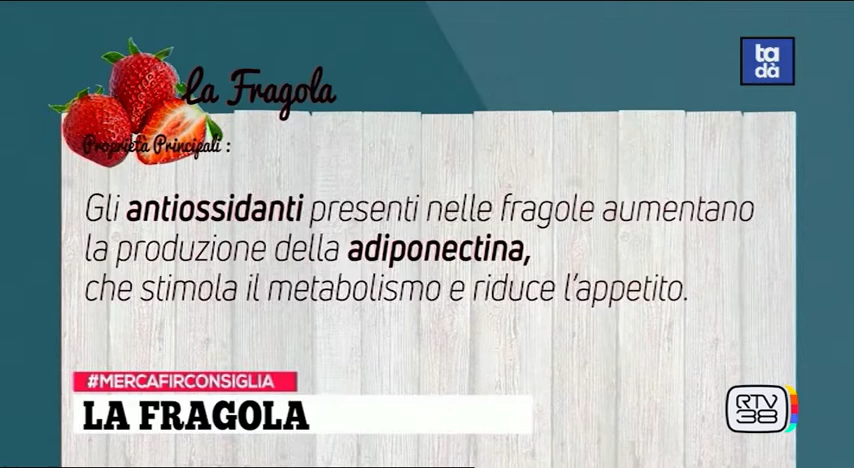 La Fragola
ta
dà
Proprietà Principali :
Gli antiossidanti presenti nelle fragole aumentano
la produzione della adiponectina,
che stimola il metabolismo e riduce l'appetito.
#MERCAFIRCONSIGLIA
LA FRAGOLA
RTV
38